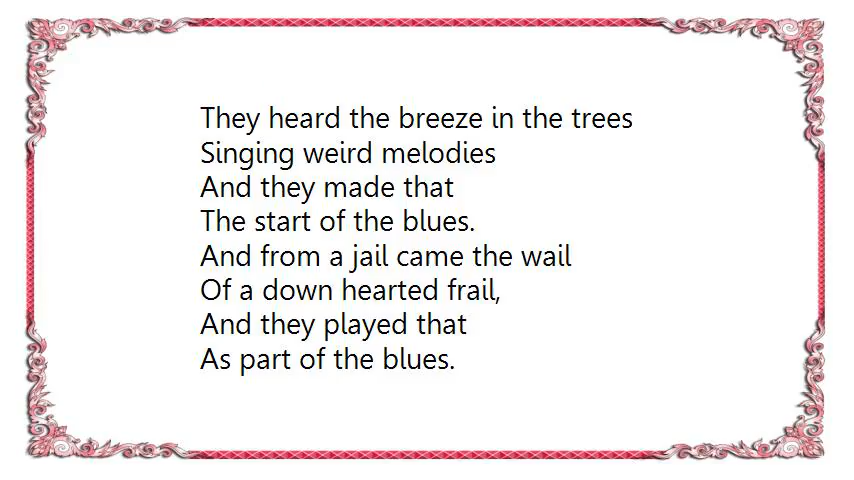 They heard the breeze in the trees
Singing weird melodies
And they made that
The start of the blues.
And from a jail came the wail
Of a down hearted frail,
And they played that
As part of the blues.